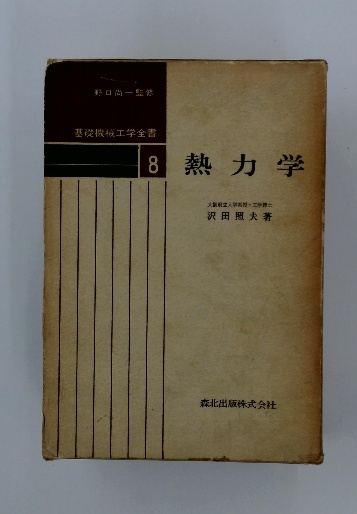 野口尚一監修
基礎機械工学全書
8
熱力学
沢田照夫著
森北出版株式会社